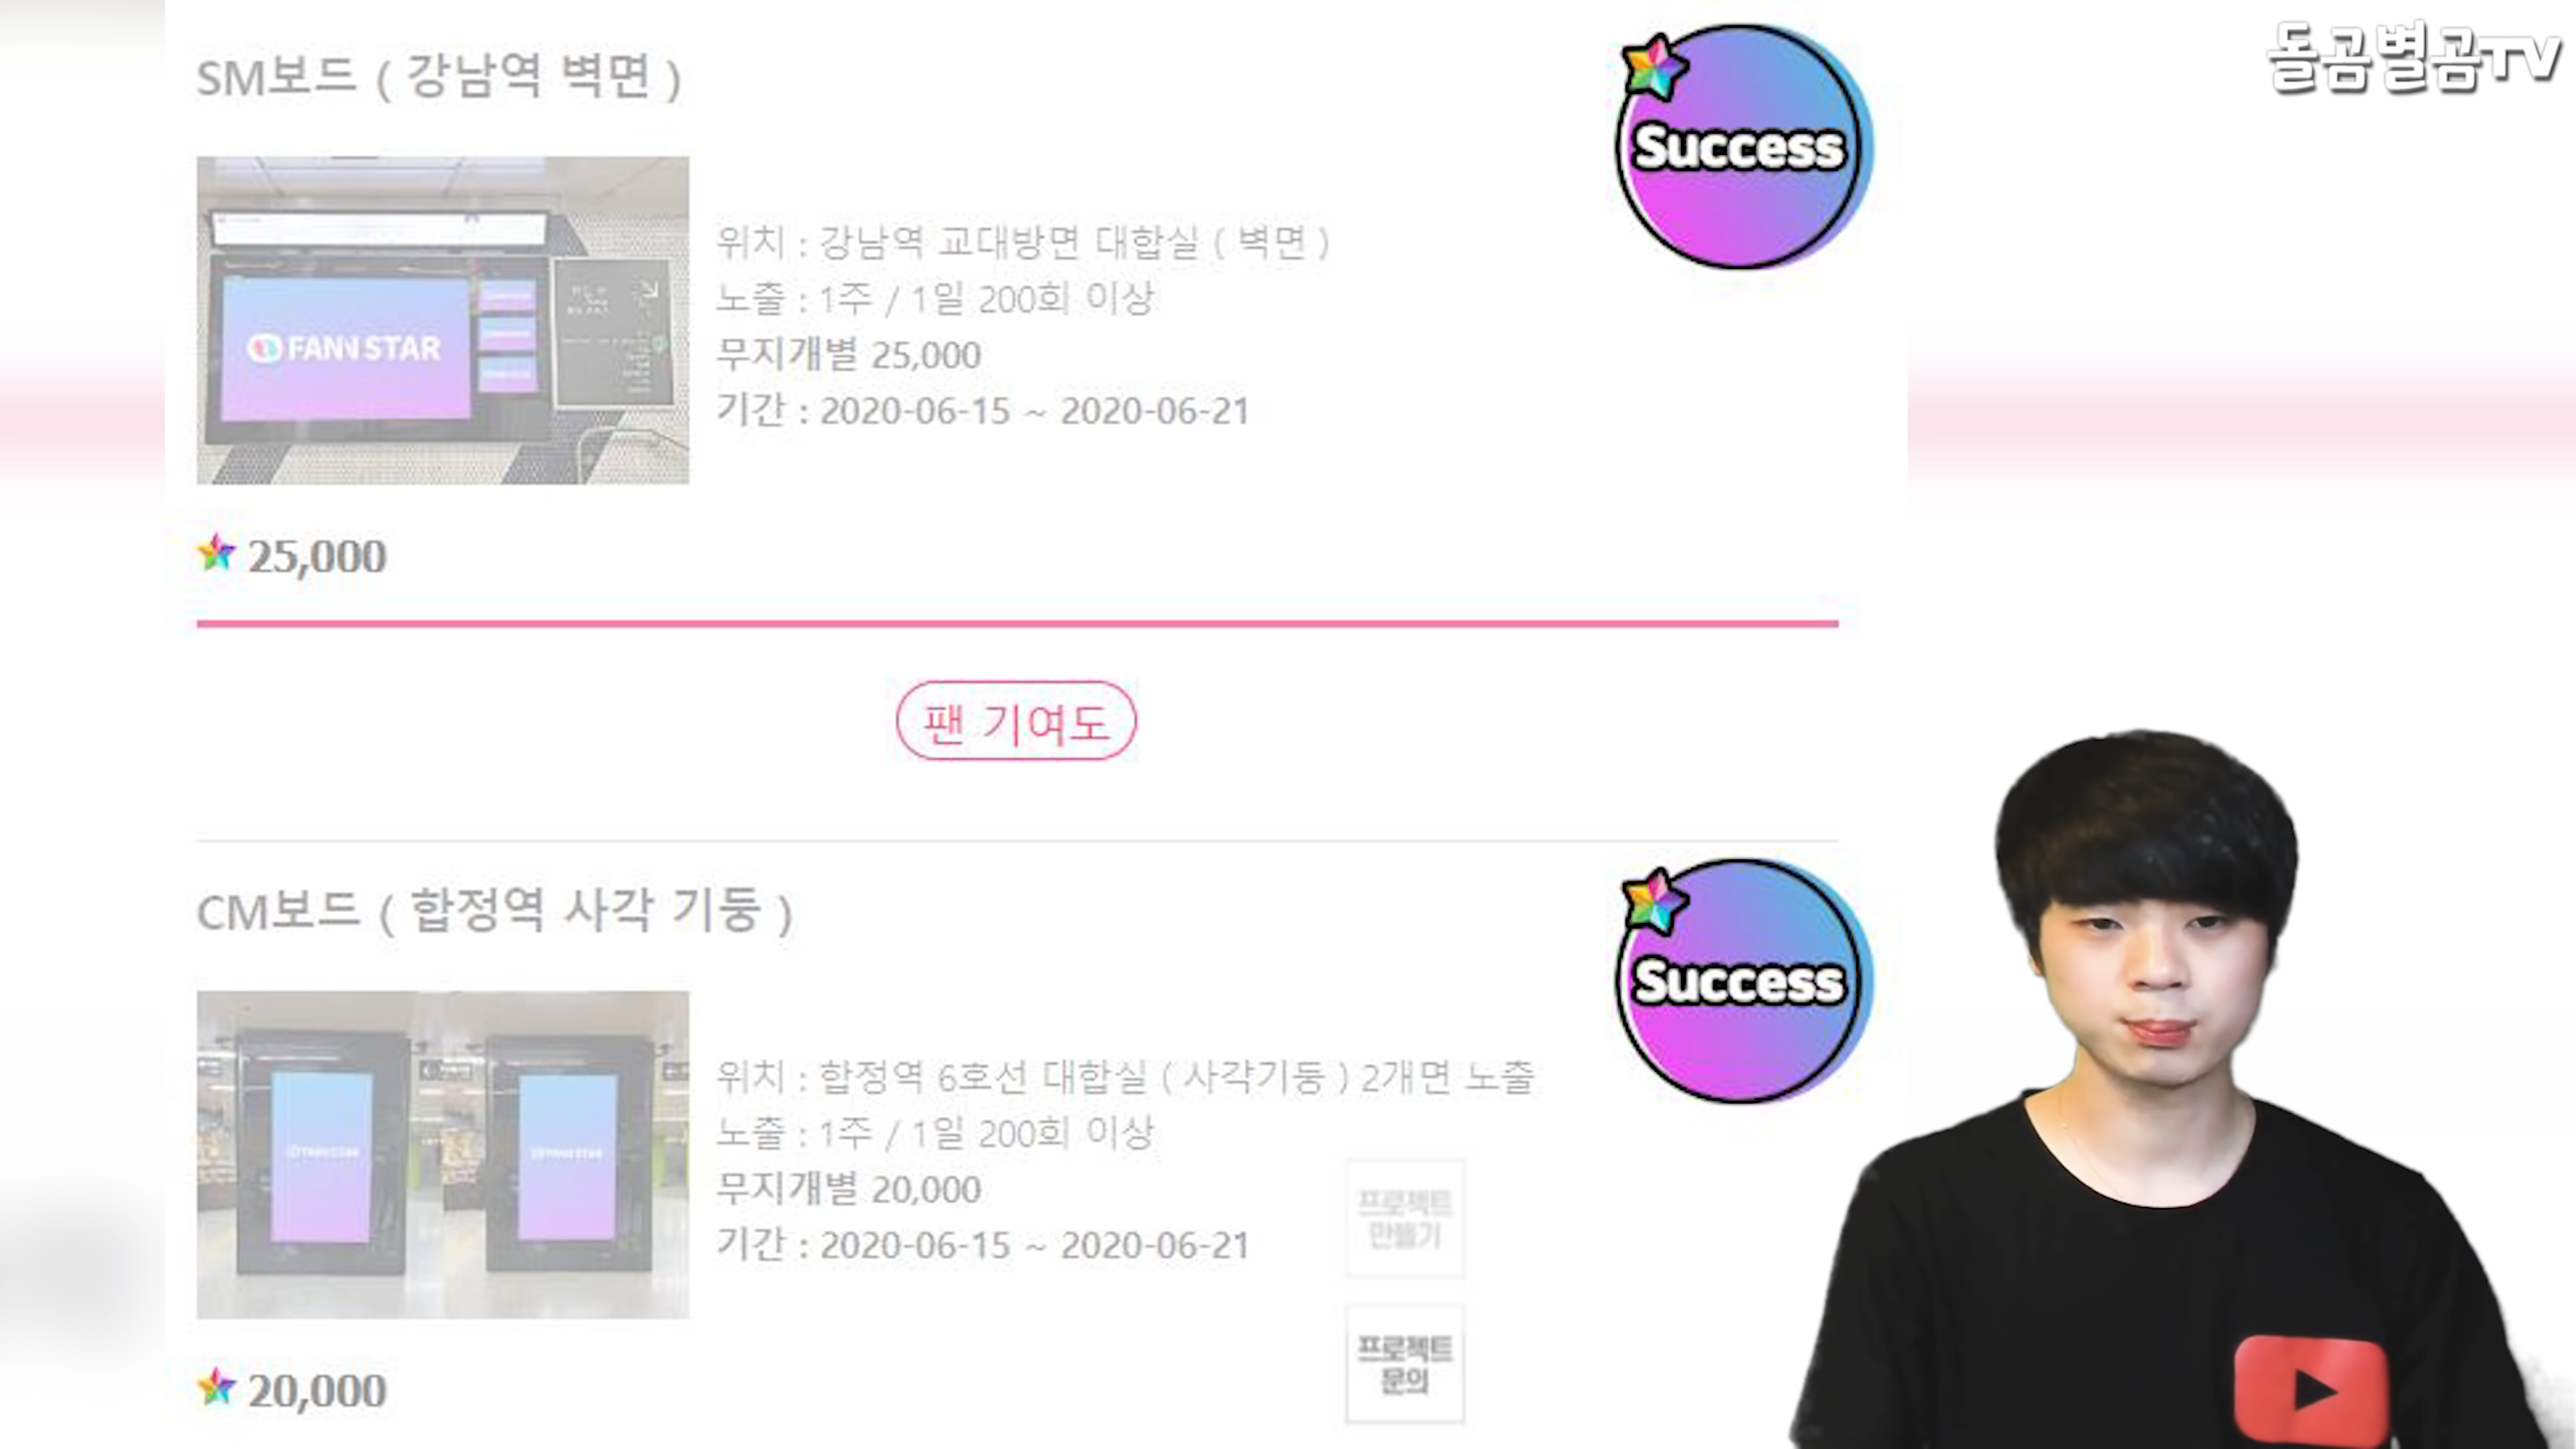 돌곰별곰TV
SM보드 ( 강남역 벽면 )
Success
FANNSTAR
위치 : 강남역 교대방면 대합실 ( 벽면 )
노출 : 1주 / 1일 200회 이상
무지개별 25,000
기간 : 2020-06-15 ~ 2020-06-21
25,000
팬 기여도
CM보드 ( 합정역 사각 기둥 )
Success
위치 : 합정역 6호선 대합실 ( 사각기둥 ) 2개면 노출
노출 : 1주 / 1일 200회 이상
무지개별 20,000
기간 : 2020-06-15 ~ 2020-06-21
프로젝트
만들기
프로젝트
문의
20,000